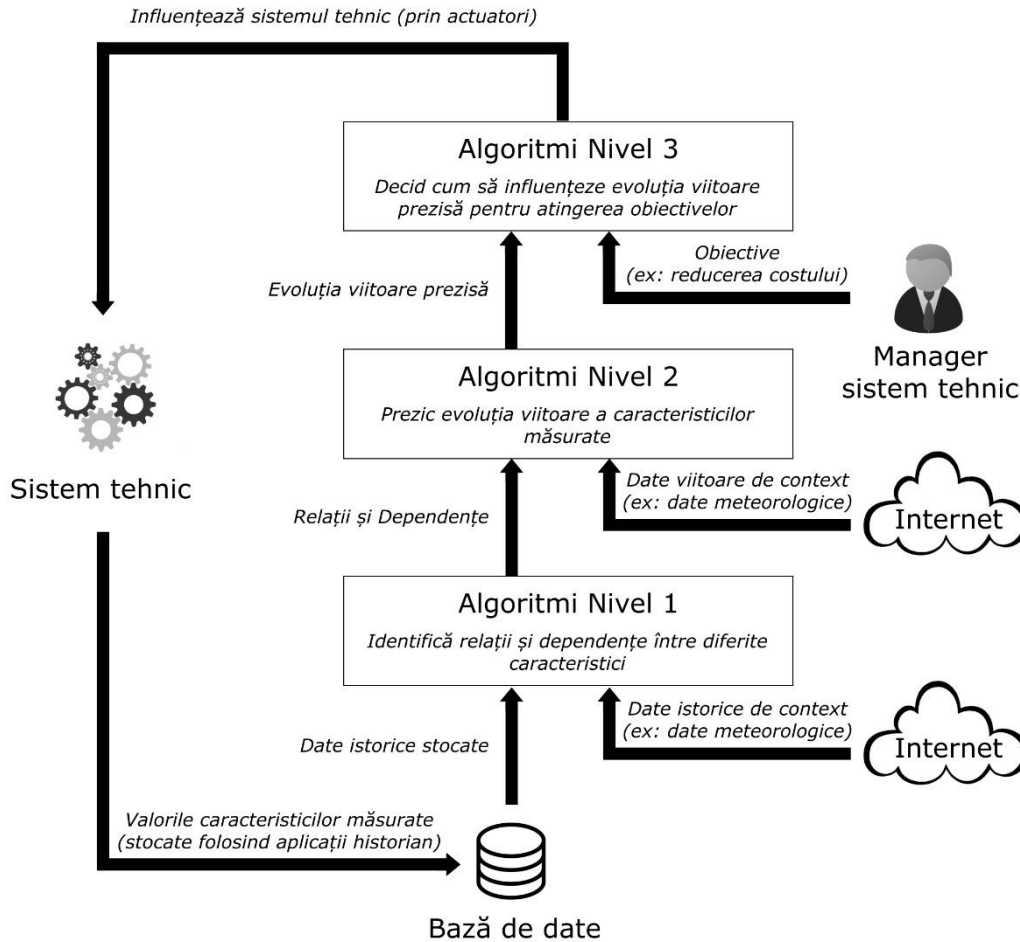 Influențează sistemul tehnic (prin actuatori)
Algoritmi Nivel 3
Decid cum să influențeze evoluția viitoare
prezisă pentru atingerea obiectivelor
Obiective
(ex: reducerea costului)
Evoluția viitoare prezisă
Manager
sistem tehnic
Algoritmi Nivel 2
Prezic evoluția viitoare a caracteristicilor
măsurate
Sistem tehnic
Date viitoare de context
(ex: date meteorologice)
Internet
Relații și Dependențe
Algoritmi Nivel 1
Identifică relații și dependențe între diferite
caracteristici
Date istorice de context
(ex: date meteorologice)
Internet
Date istorice stocate
Valorile caracteristicilor măsurate
(stocate folosind aplicații historian)
Bază de date